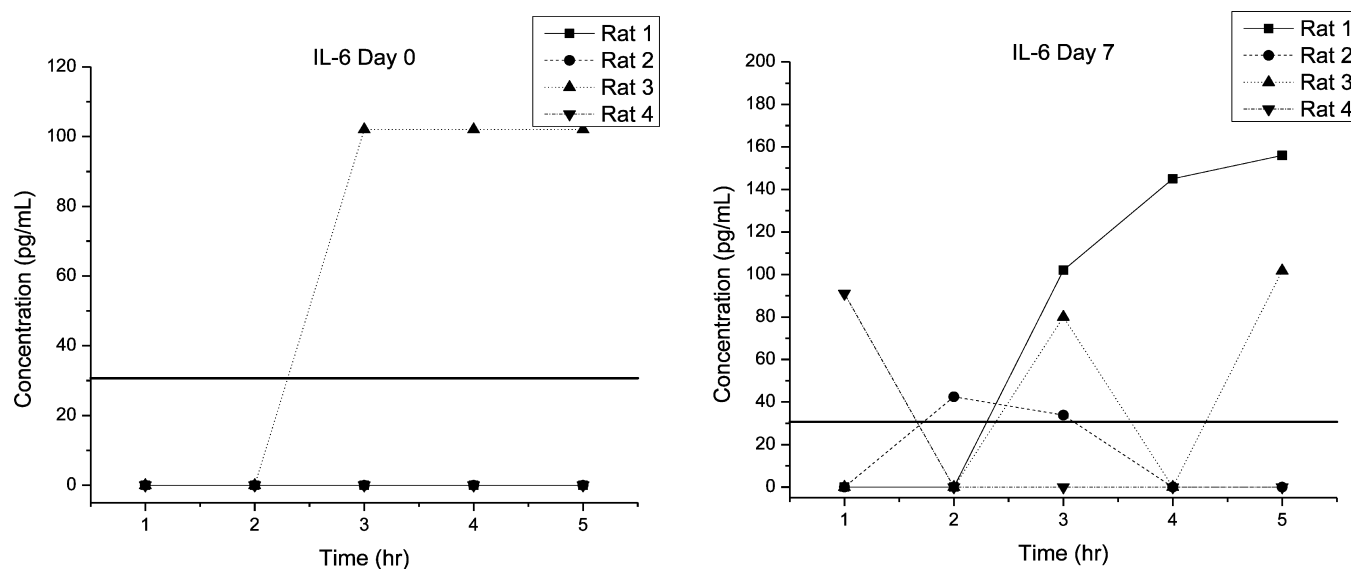 IL-6 Day 0
Rat 1
Rat 2
Rat 3
Rat 4
120
100
80
60
40
20
0
Concentration (pg/mL)
1 2 3 4 5
Time (hr)
IL-6 Day 7
Rat 1
Rat 2
Rat 3
Rat 4
200
180
160
140
120
100
80
60
40
20
0
Concentration (pg/mL)
1 2 3 4 5
Time (hr)